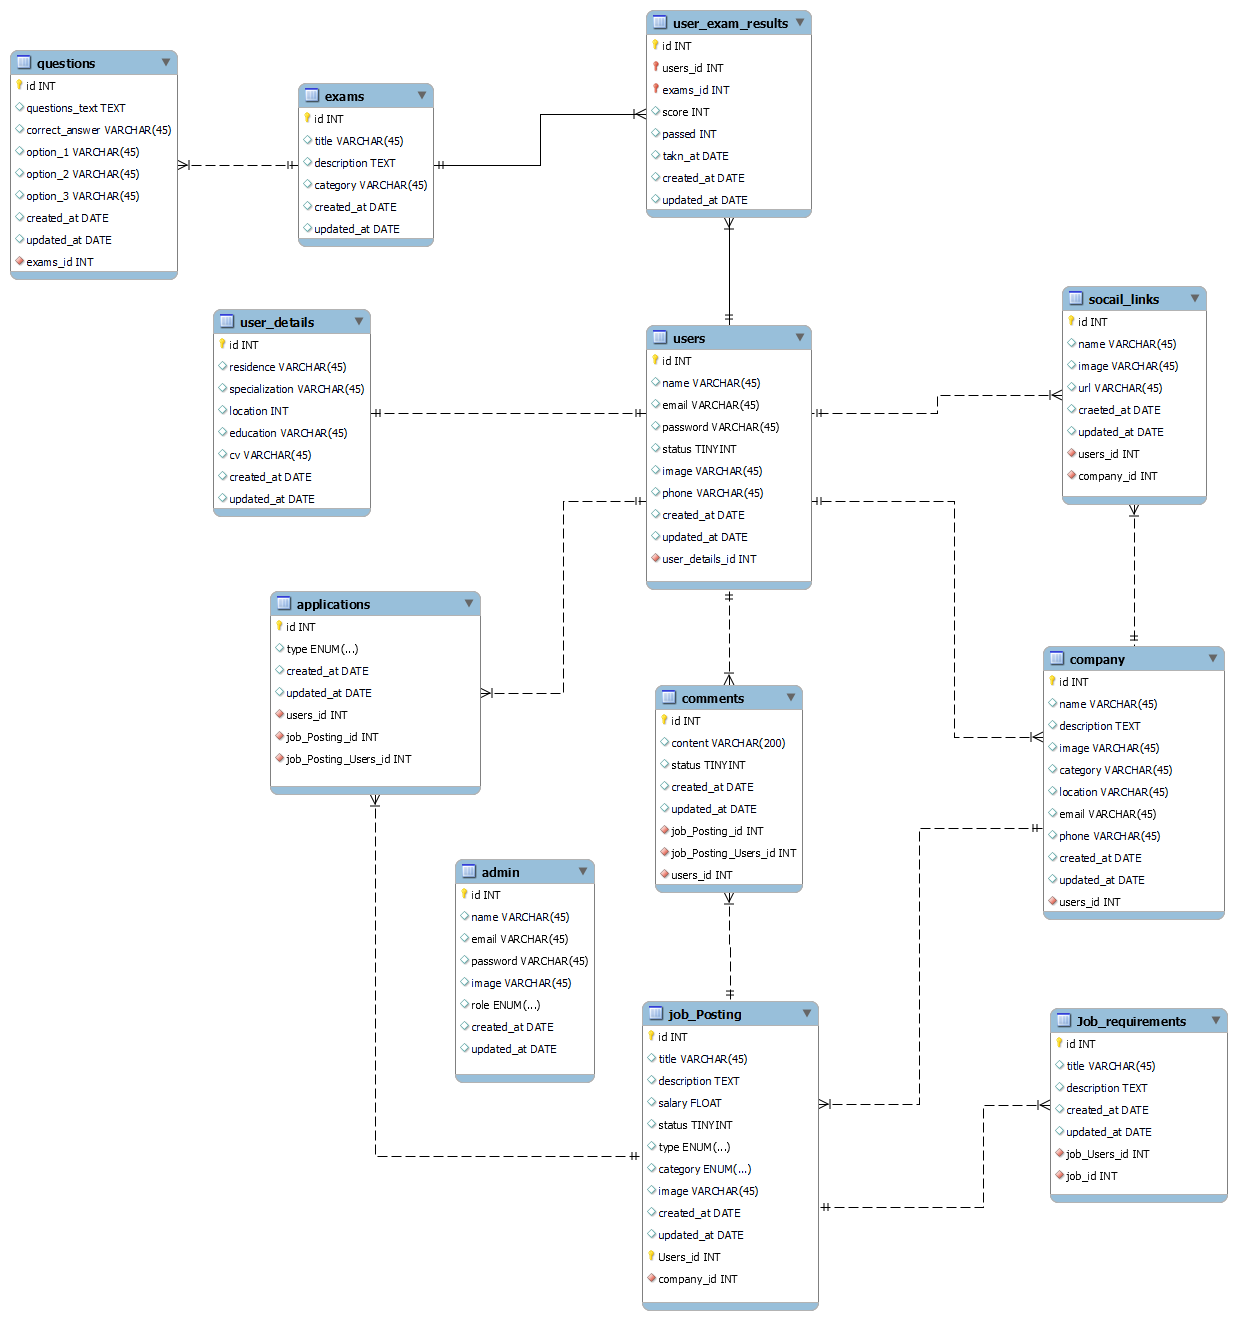 user_exam_results
id INT
users_id INT
exams_id INT
score INT
passed INT
takn_at DATE
created_at DATE
updated_at DATE
questions
id INT
questions_text TEXT
correct_answer VARCHAR(45)
option_1 VARCHAR(45)
option_2 VARCHAR(45)
option_3 VARCHAR(45)
created_at DATE
updated_at DATE
exams_id INT
exams
id INT
title VARCHAR(45)
description TEXT
category VARCHAR(45)
created_at DATE
updated_at DATE
user_details
id INT
residence VARCHAR(45)
specialization VARCHAR(45)
location INT
education VARCHAR(45)
cv VARCHAR(45)
created_at DATE
updated_at DATE
users
id INT
name VARCHAR(45)
email VARCHAR(45)
password VARCHAR(45)
status TINYINT
image VARCHAR(45)
phone VARCHAR(45)
created_at DATE
updated_at DATE
user_details_id INT
socail_links
id INT
name VARCHAR(45)
image VARCHAR(45)
url VARCHAR(45)
craeted_at DATE
updated_at DATE
users_id INT
company_id INT
applications
id INT
type ENUM(...)
created_at DATE
updated_at DATE
users_id INT
job_Posting_id INT
job_Posting_Users_id INT
comments
id INT
content VARCHAR(200)
status TINYINT
created_at DATE
updated_at DATE
job_Posting_id INT
job_Posting_Users_id INT
users_id INT
company
id INT
name VARCHAR(45)
description TEXT
image VARCHAR(45)
category VARCHAR(45)
location VARCHAR(45)
email VARCHAR(45)
phone VARCHAR(45)
created_at DATE
updated_at DATE
users_id INT
admin
id INT
name VARCHAR(45)
email VARCHAR(45)
password VARCHAR(45)
image VARCHAR(45)
role ENUM(...)
created_at DATE
updated_at DATE
job_Posting
id INT
title VARCHAR(45)
description TEXT
salary FLOAT
status TINYINT
type ENUM(...)
category ENUM(...)
image VARCHAR(45)
created_at DATE
updated_at DATE
Users_id INT
company_id INT
Job_requirements
id INT
title VARCHAR(45)
description TEXT
created_at DATE
updated_at DATE
job_Users_id INT
job_id INT